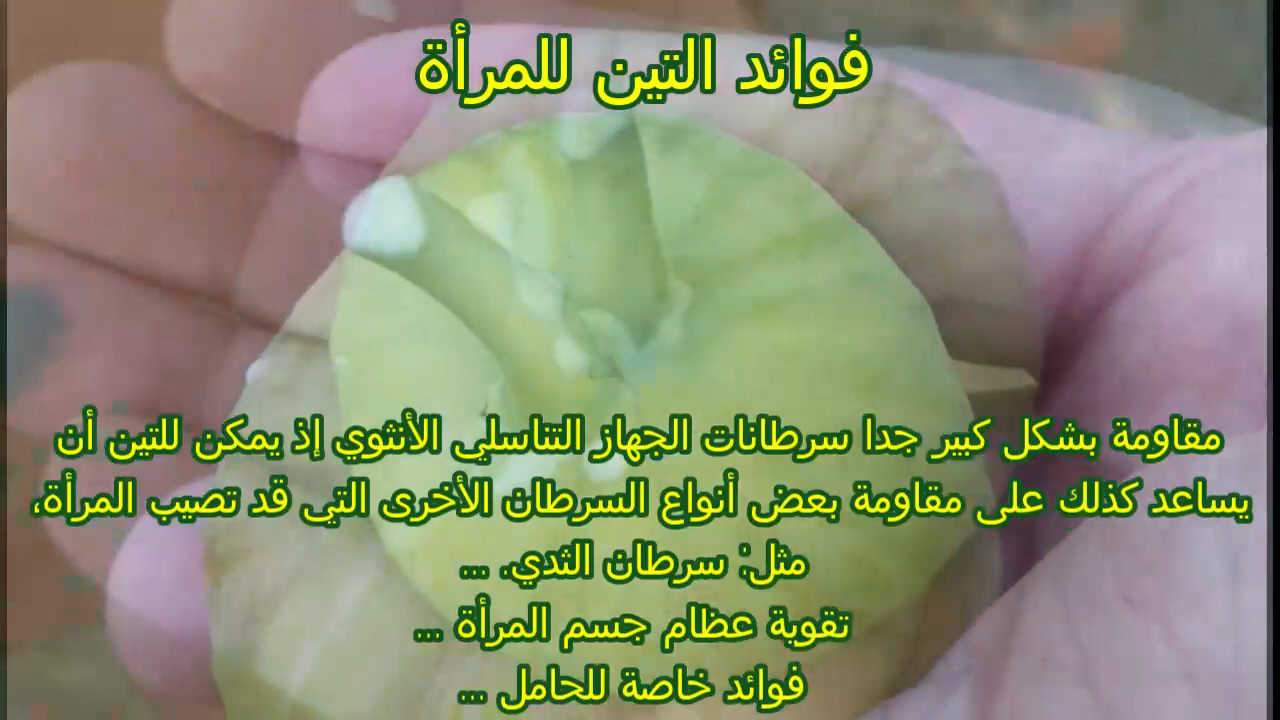 فوائد التين للمرأة
مقاومة بشكل كبير جدا سرطانات الجهاز التناسلي الأنثوي إذ يمكن للتين أن
يساعد كذلك على مقاومة بعض أنواع السرطان الأخرى التي قد تصيب المرأة،
مثل: سرطان الثدي. ...
تقوية عظام جسم المرأة ...
فوائد خاصة للحامل ...